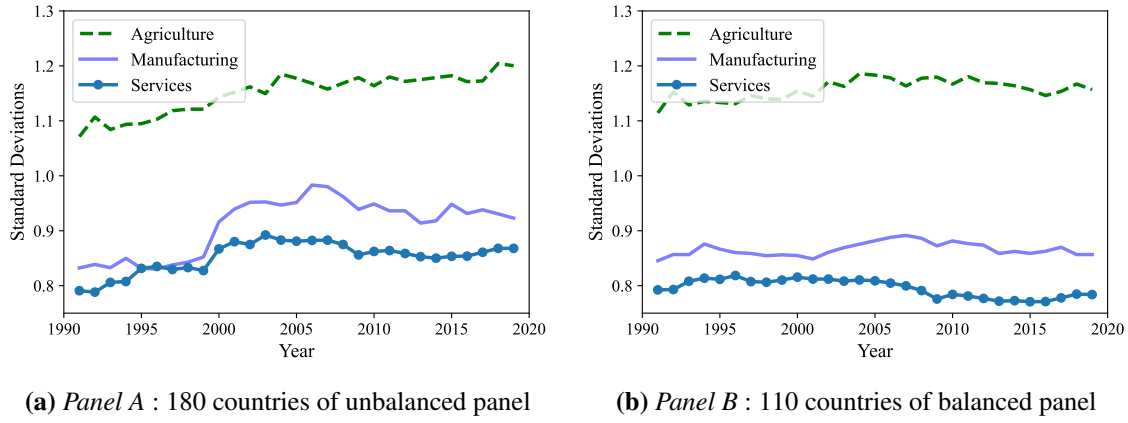 1.3
1.2
1.1
1.0
0.9
0.8
Standard Deviations
Agriculture
Manufacturing
Services
1990 1995 2000 2005 2010 2015 2020
Year
(a) Panel A : 180 countries of unbalanced panel
1.3
1.2
1.1
1.0
0.9
0.8
Standard Deviations
Agriculture
Manufacturing
Services
1990 1995 2000 2005 2010 2015 2020
Year
(b) Panel B : 110 countries of balanced panel